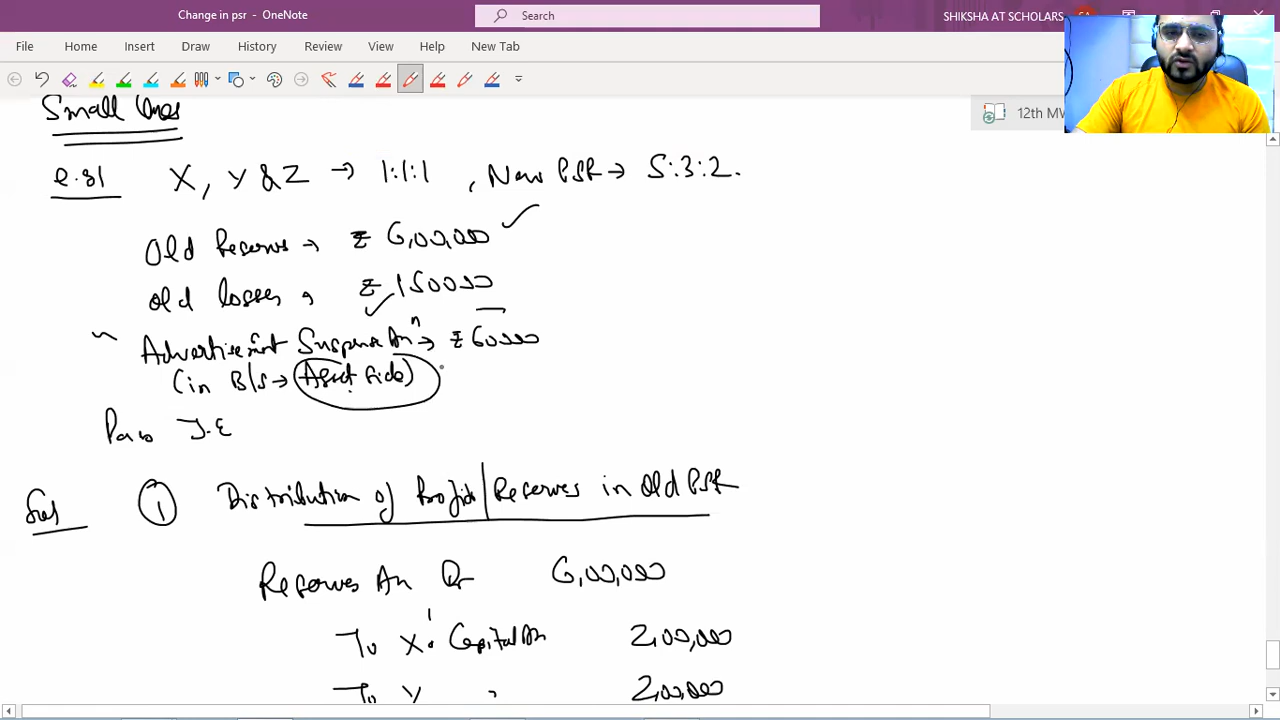 Change in psr - OneNote
Search
SHIKSHA AT SCHOLARS
File Home Insert Draw History Review View Help New Tab
12th
Small Ones
e.g1 X, Y & Z → 1:1:1 , New PSR → 5:3:2.
Old Reserves → ₹ 6,00,000
Old losses → ₹ 150000
Advertisement Suspense A/c → ₹ 60000
(in B/S → Asset Side)
Pass J.E
Sol ① Distribution of Profits/Reserves in Old PSR
Reserves A/c Dr 6,00,000
To X's Capital A/c 2,00,000
To Y " 2,00,000